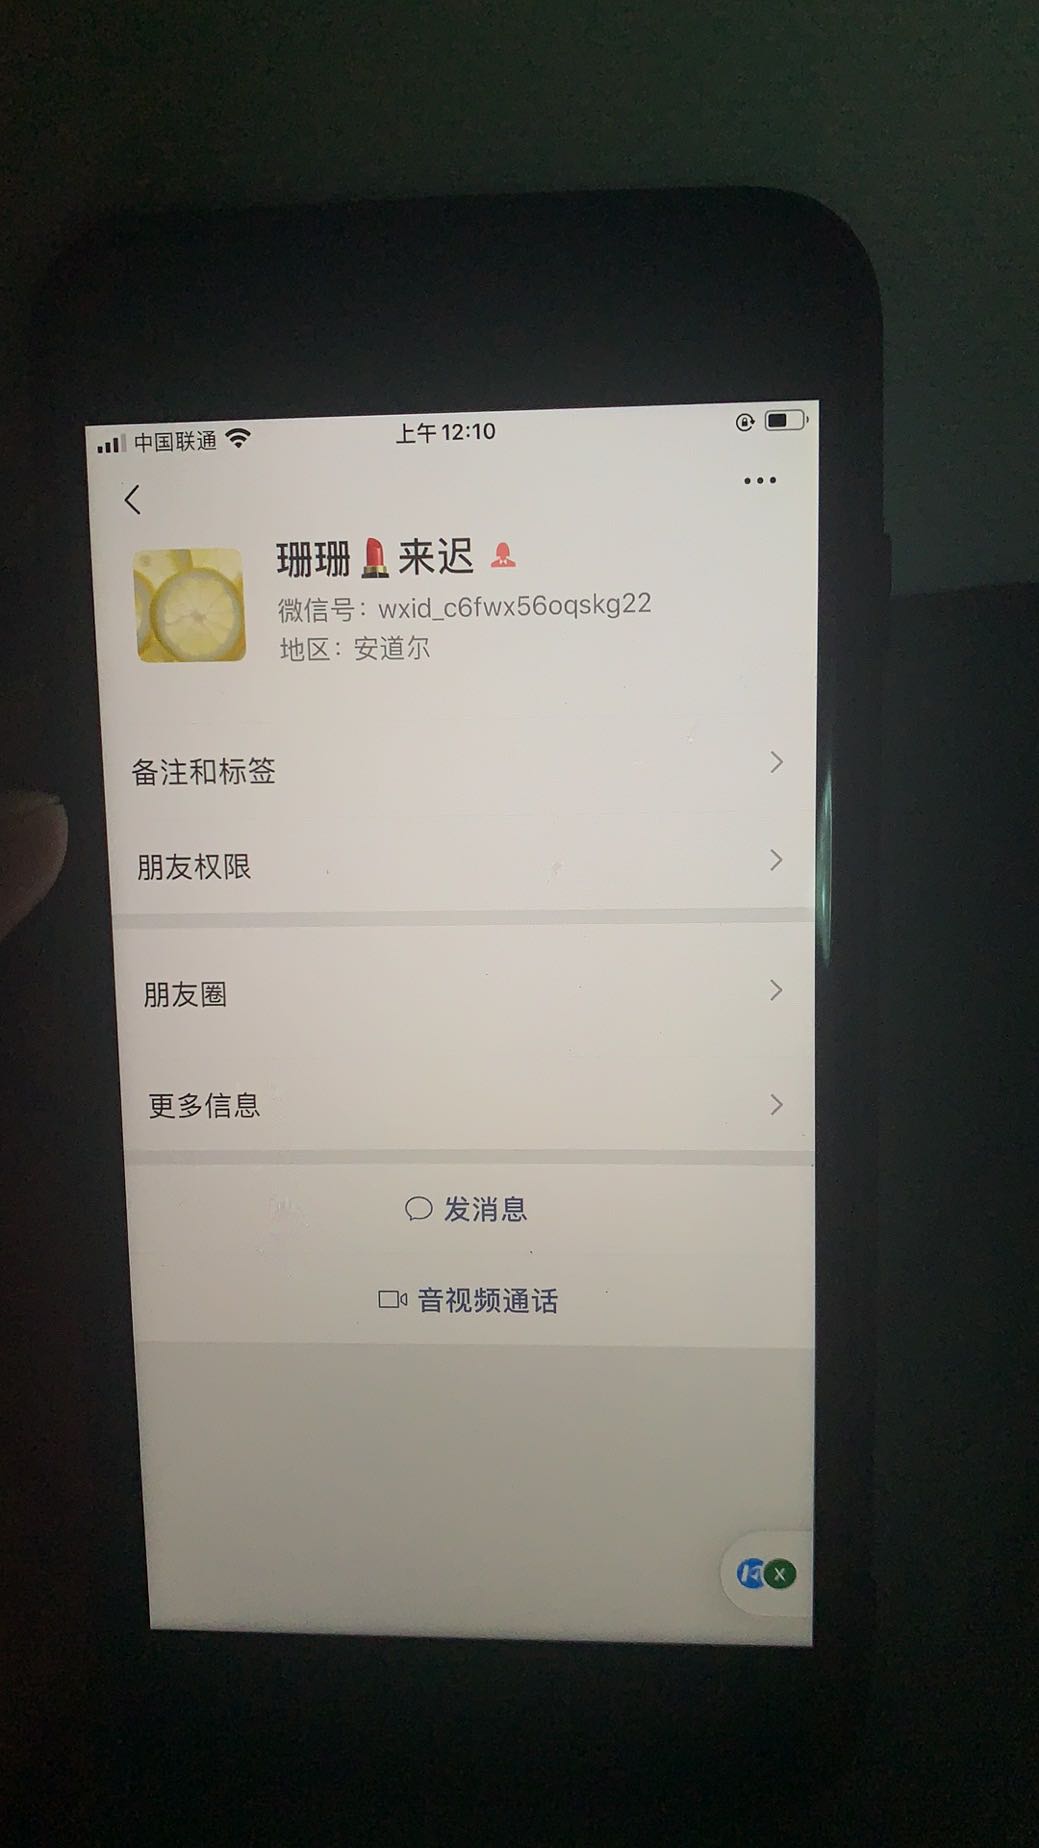 中国联通
上午12:10
珊珊💄来迟
微信号：wxid_c6fwx56oqskg22
地区：安道尔
备注和标签
朋友权限
朋友圈
更多信息
发消息
音视频通话
X